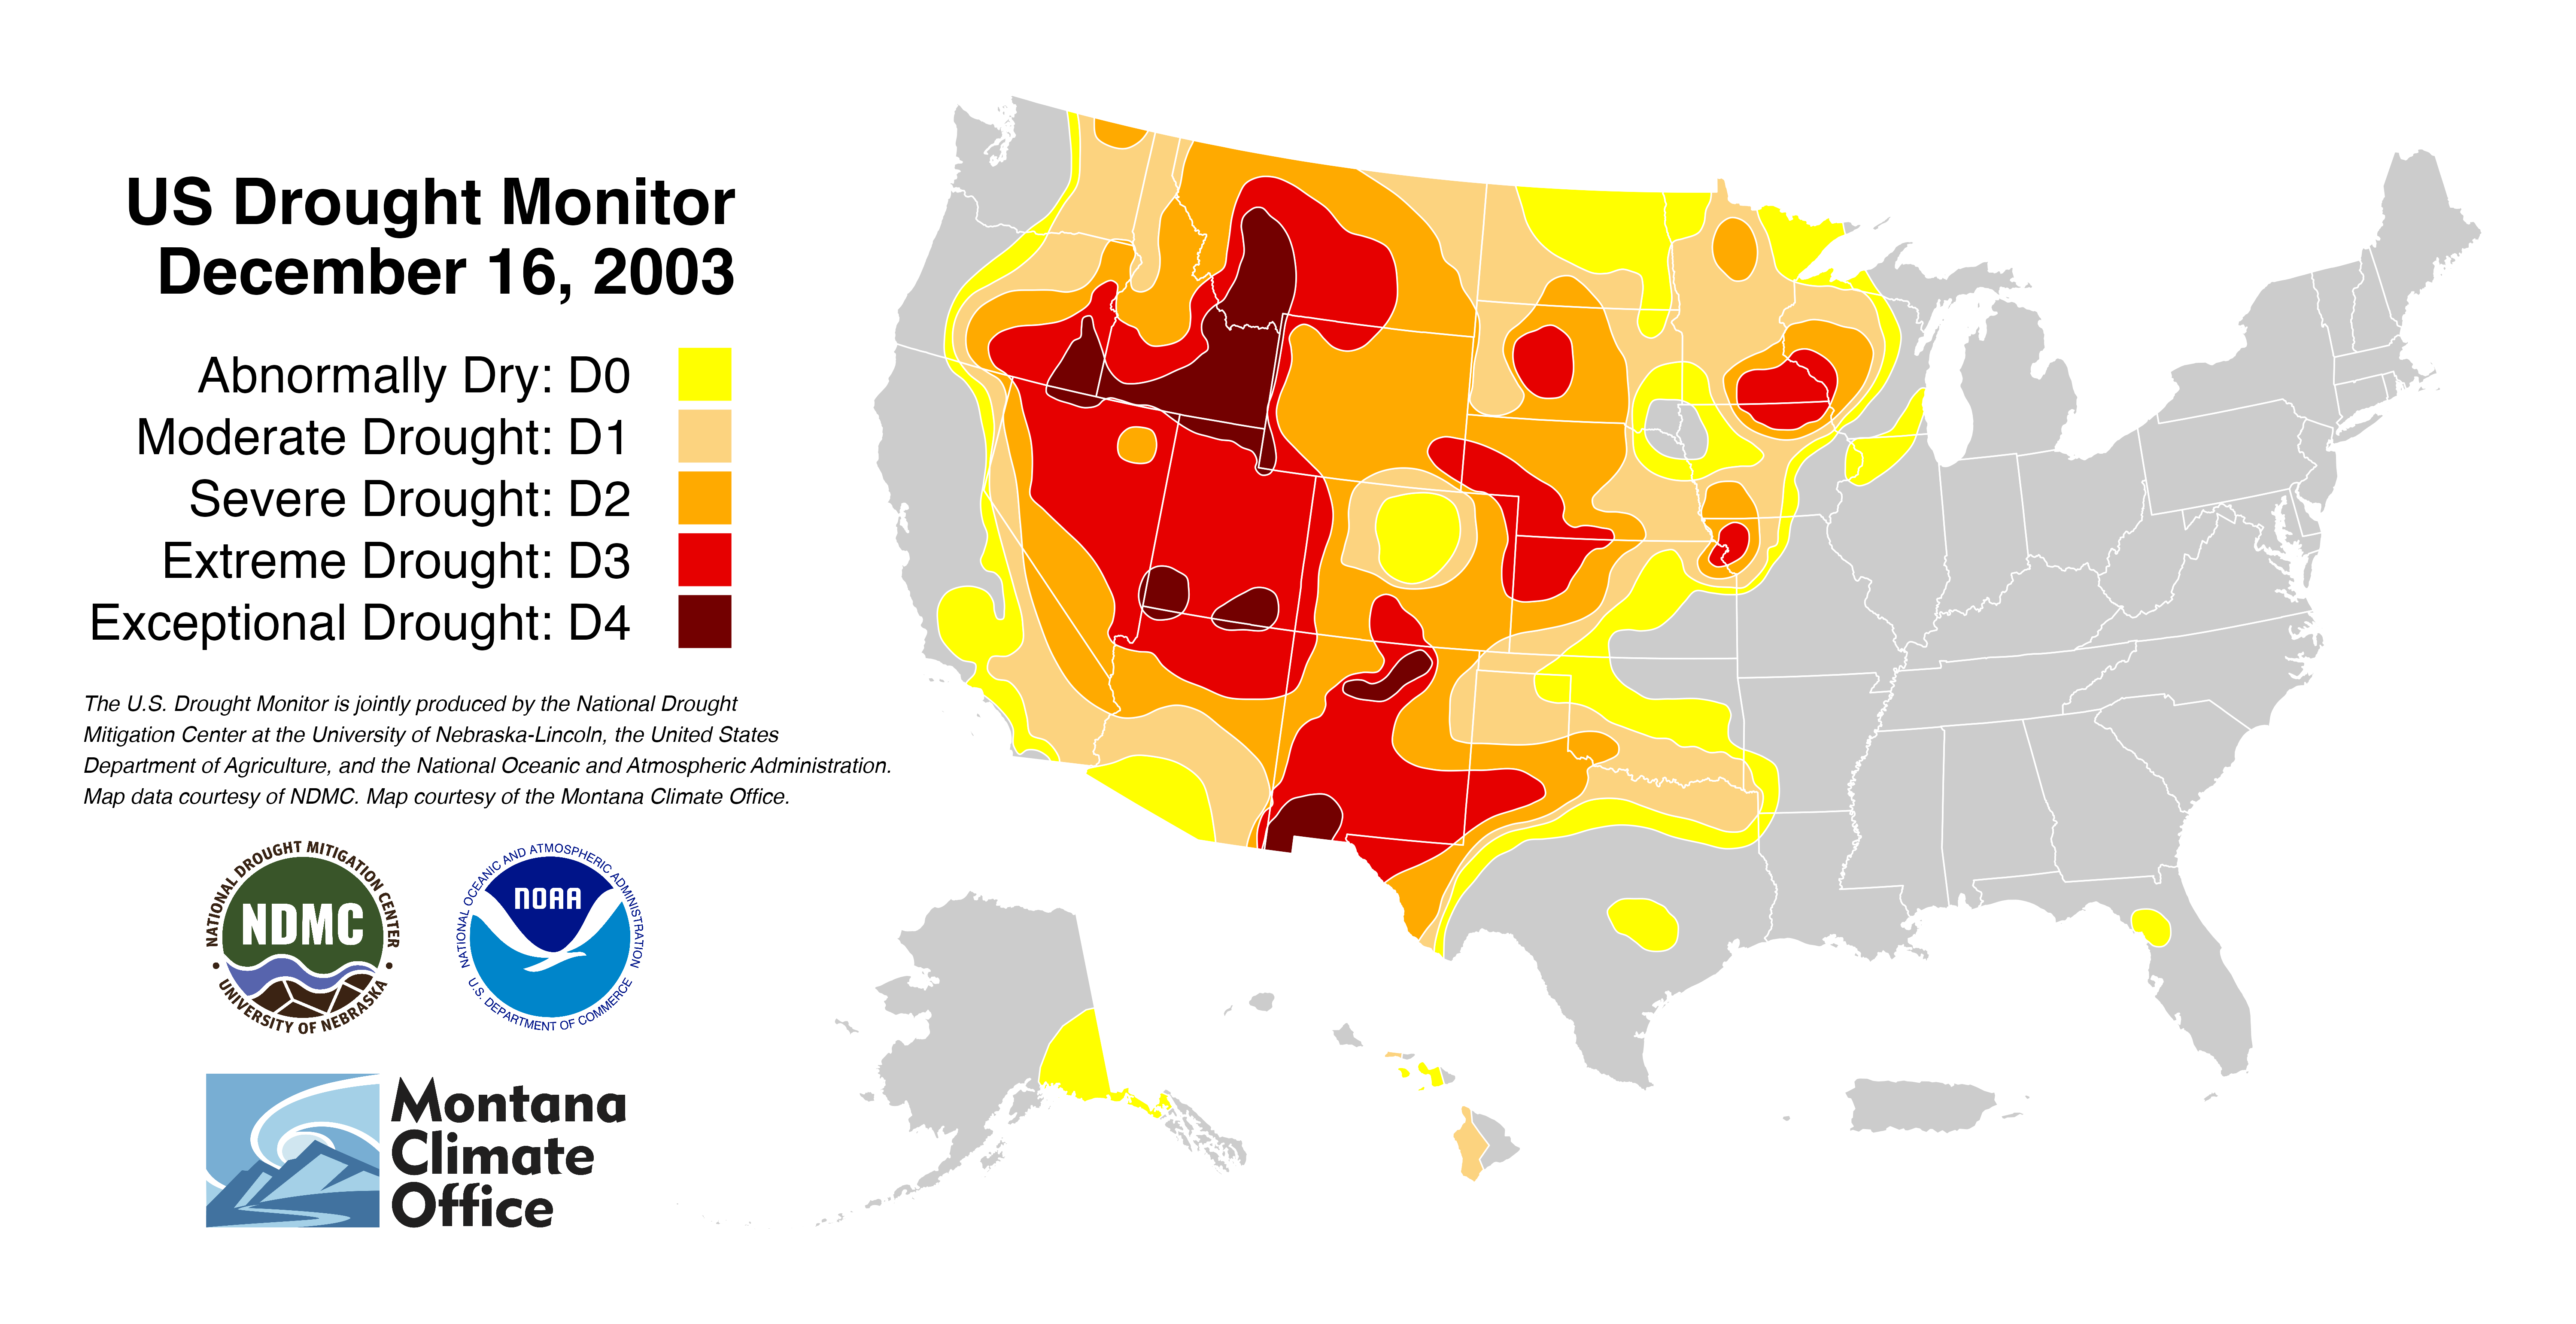 US Drought Monitor
December 16, 2003
Abnormally Dry: D0
Moderate Drought: D1
Severe Drought: D2
Extreme Drought: D3
Exceptional Drought: D4
The U.S. Drought Monitor is jointly produced by the National Drought
Mitigation Center at the University of Nebraska-Lincoln, the United States
Department of Agriculture, and the National Oceanic and Atmospheric Administration.
Map data courtesy of NDMC. Map courtesy of the Montana Climate Office.
NATIONAL DROUGHT MITIGATION CENTER
NDMC
UNIVERSITY OF NEBRASKA
NATIONAL OCEANIC AND ATMOSPHERIC ADMINISTRATION
NOAA
U.S. DEPARTMENT OF COMMERCE
Montana
Climate
Office